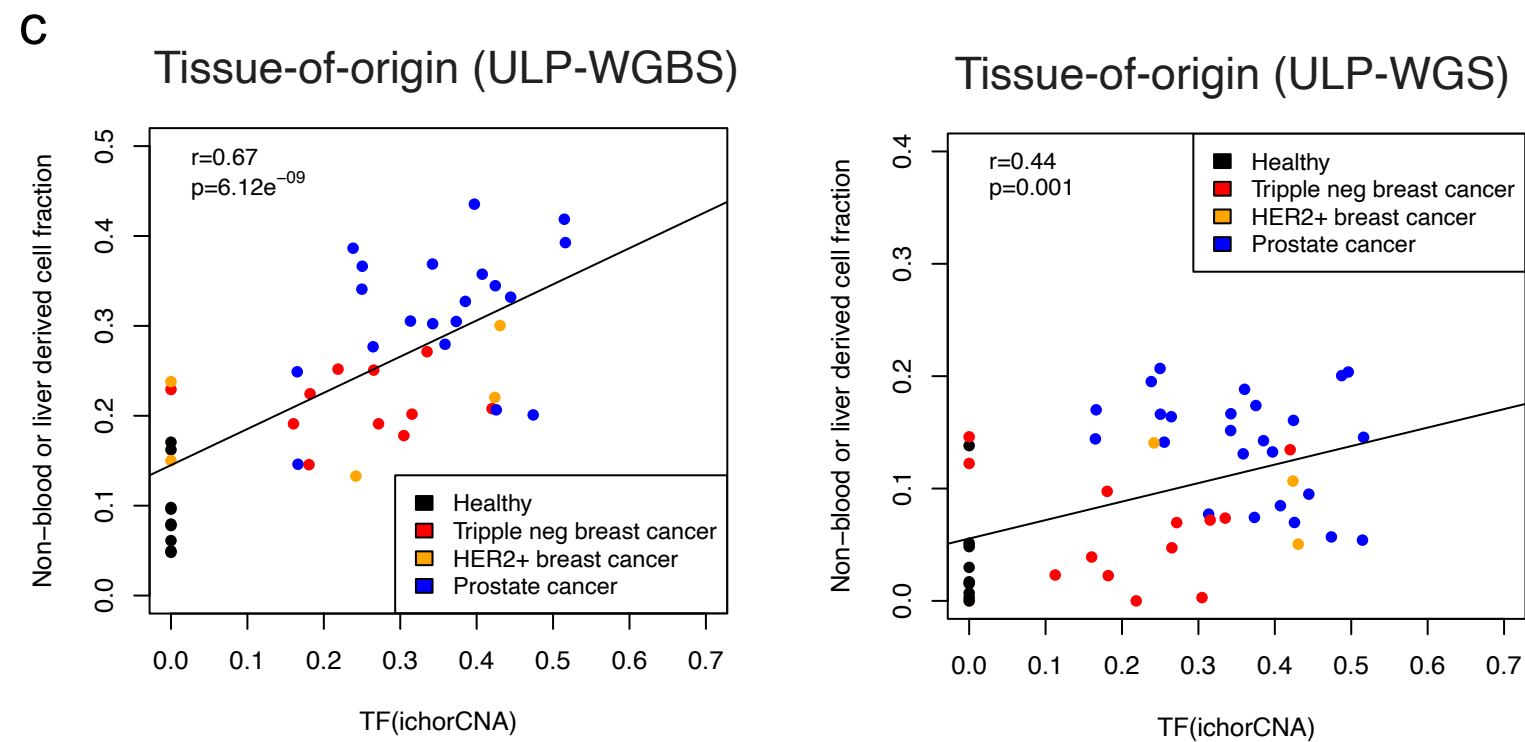 c
Tissue-of-origin (ULP-WGBS)
Non−blood or liver derived cell fraction
0.5
0.4
0.3
0.2
0.1
0.0
r=0.67
p=6.12e−09
Healthy
Tripple neg breast cancer
HER2+ breast cancer
Prostate cancer
0.0 0.1 0.2 0.3 0.4 0.5 0.6 0.7
TF(ichorCNA)
Tissue-of-origin (ULP-WGS)
Non−blood or liver derived cell fraction
0.4
0.3
0.2
0.1
0.0
r=0.44
p=0.001
Healthy
Tripple neg breast cancer
HER2+ breast cancer
Prostate cancer
0.0 0.1 0.2 0.3 0.4 0.5 0.6 0.7
TF(ichorCNA)